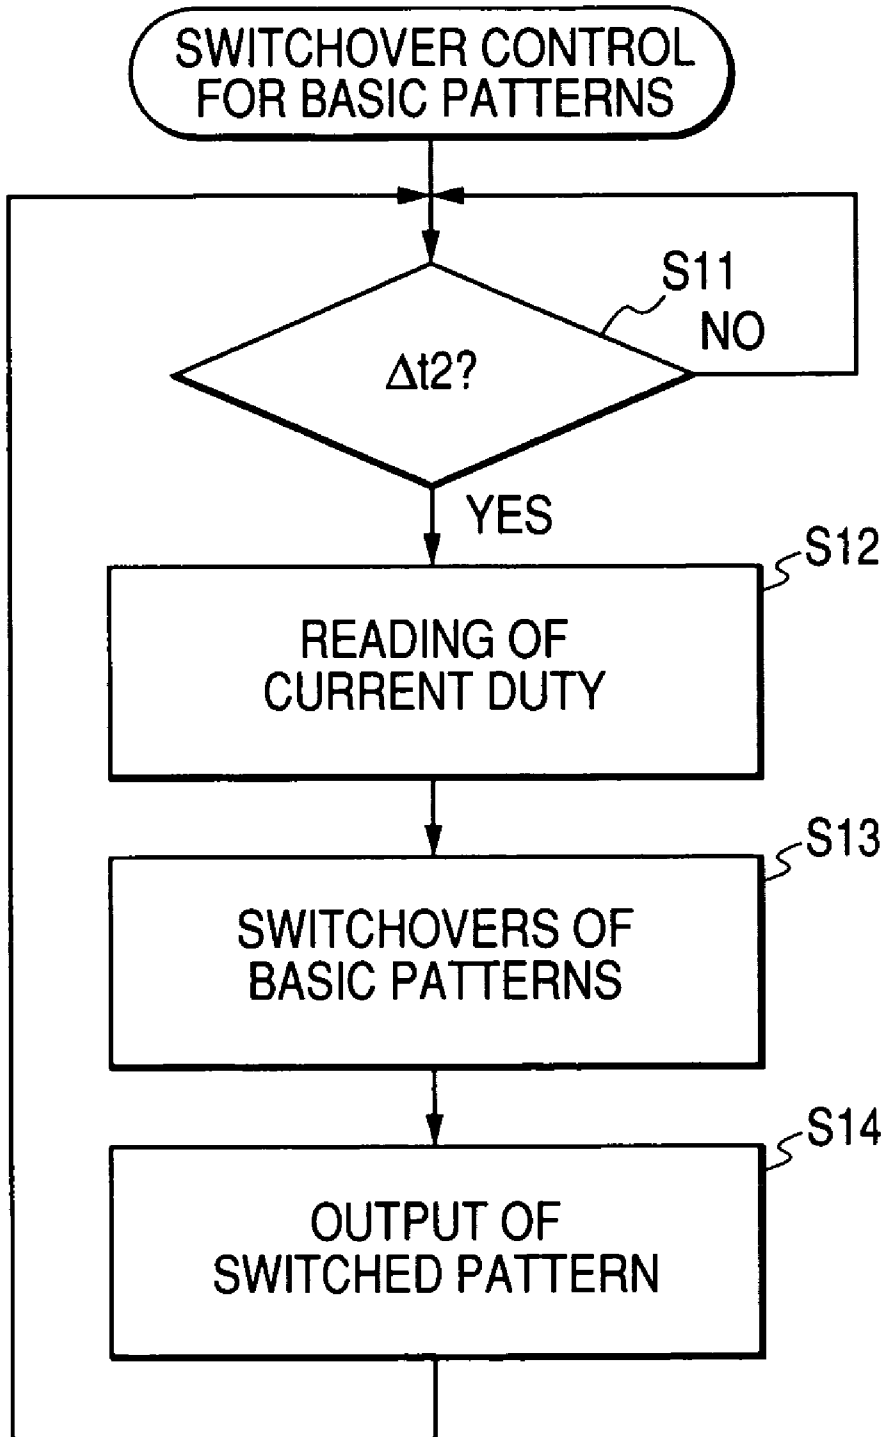 SWITCHOVER CONTROL
FOR BASIC PATTERNS
S11
NO
Δt2?
YES
S12
READING OF
CURRENT DUTY
S13
SWITCHOVERS OF
BASIC PATTERNS
S14
OUTPUT OF
SWITCHED PATTERN